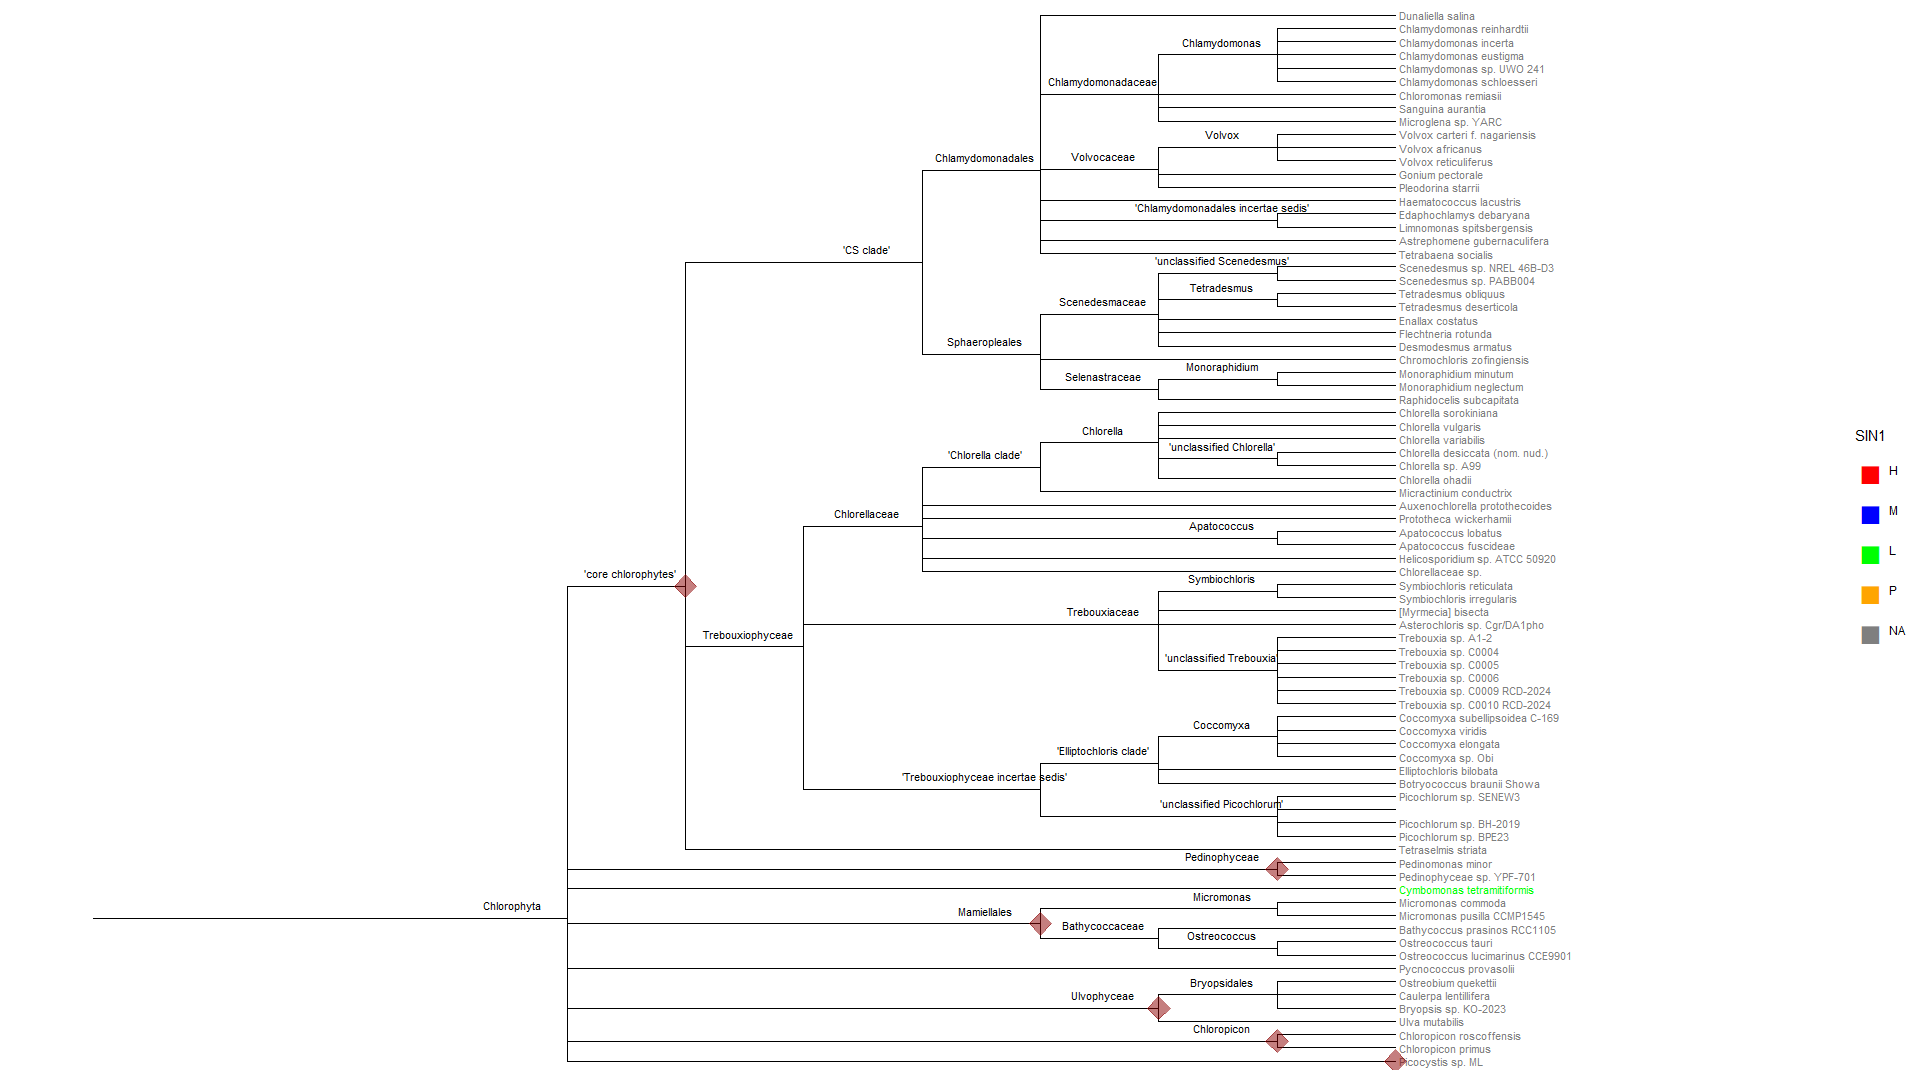 Dunaliella salina
Chlamydomonas reinhardtii
Chlamydomonas
Chlamydomonas incerta
Chlamydomonas eustigma
Chlamydomonas sp. UWO 241
Chlamydomonadaceae
Chlamydomonas schloesseri
Chloromonas remiasii
Sanguina aurantia
Microglena sp. YARC
Volvox
Volvox carteri f. nagariensis
Volvox africanus
Chlamydomonadales
Volvocaceae
Volvox reticuliferus
Gonium pectorale
Pleodorina starrii
Haematococcus lacustris
'Chlamydomonadales incertae sedis'
Edaphochlamys debaryana
Limnomonas spitsbergensis
Astrephomene gubernaculifera
'CS clade'
Tetrabaena socialis
'unclassified Scenedesmus'
Scenedesmus sp. NREL 46B-D3
Scenedesmus sp. PABB004
Tetradesmus
Tetradesmus obliquus
Scenedesmaceae
Tetradesmus deserticola
Enallax costatus
Flechtneria rotunda
Sphaeropleales
Desmodesmus armatus
Chromochloris zofingiensis
Monoraphidium
Monoraphidium minutum
Selenastraceae
Monoraphidium neglectum
Raphidocelis subcapitata
Chlorella sorokiniana
Chlorella
Chlorella vulgaris
Chlorella variabilis
'unclassified Chlorella'
'Chlorella clade'
Chlorella desiccata (nom. nud.)
Chlorella sp. A99
Chlorella ohadii
Micractinium conductrix
Auxenochlorella protothecoides
Chlorellaceae
Prototheca wickerhamii
Apatococcus
Apatococcus lobatus
Apatococcus fuscideae
Helicosporidium sp. ATCC 50920
Chlorellaceae sp.
'core chlorophytes'
Symbiochloris
Symbiochloris reticulata
Symbiochloris irregularis
Trebouxiaceae
[Myrmecia] bisecta
Asterochloris sp. Cgr/DA1pho
Trebouxiophyceae
Trebouxia sp. A1-2
Trebouxia sp. C0004
'unclassified Trebouxia'
Trebouxia sp. C0005
Trebouxia sp. C0006
Trebouxia sp. C0009 RCD-2024
Trebouxia sp. C0010 RCD-2024
Coccomyxa
Coccomyxa subellipsoidea C-169
Coccomyxa viridis
'Elliptochloris clade'
Coccomyxa elongata
Coccomyxa sp. Obi
'Trebouxiophyceae incertae sedis'
Elliptochloris bilobata
Botryococcus braunii Showa
'unclassified Picochlorum'
Picochlorum sp. SENEW3
Picochlorum sp. BH-2019
Picochlorum sp. BPE23
Tetraselmis striata
Pedinophyceae
Pedinomonas minor
Pedinophyceae sp. YPF-701
Cymbomonas tetramitiformis
Chlorophyta
Micromonas
Micromonas commoda
Mamiellales
Micromonas pusilla CCMP1545
Bathycoccaceae
Bathycoccus prasinos RCC1105
Ostreococcus
Ostreococcus tauri
Ostreococcus lucimarinus CCE9901
Pycnococcus provasolii
Bryopsidales
Ostreobium quekettii
Ulvophyceae
Caulerpa lentillifera
Bryopsis sp. KO-2023
Ulva mutabilis
Chloropicon
Chloropicon roscoffensis
Chloropicon primus
Picocystis sp. ML
SIN1
H
M
L
P
NA